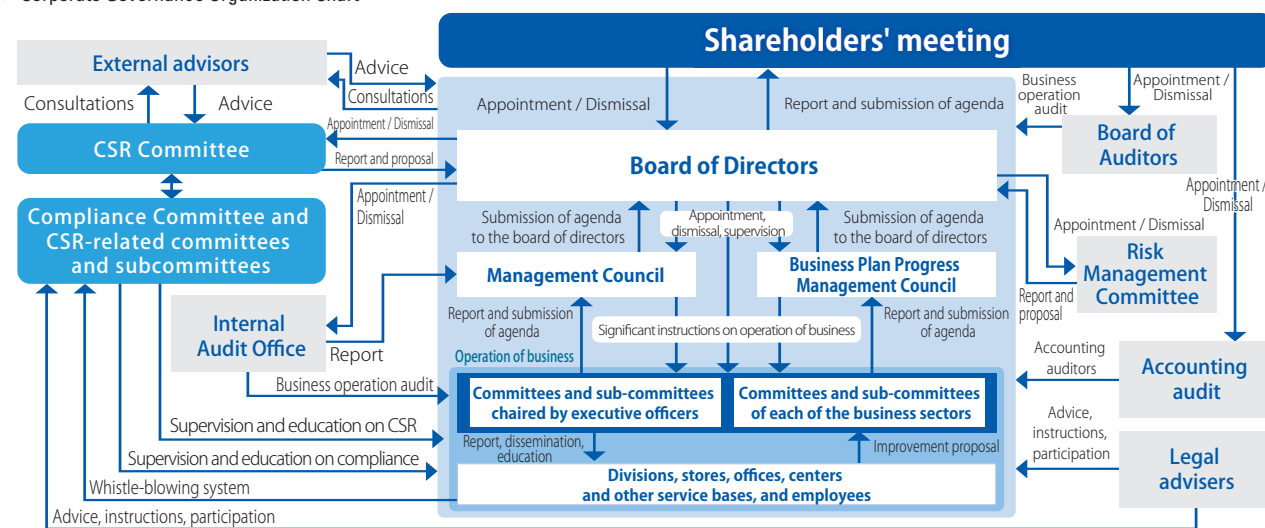 Corporate Governance Organization Chart
Shareholders' meeting
External advisors
Advice
Consultations
Consultations
Advice
Appointment / Dismissal
Report and submission of agenda
Business
operation
audit
Appointment /
Dismissal
Board of
Auditors
Appointment / Dismissal
CSR Committee
Report and proposal
Board of Directors
Appointment /
Dismissal
Appointment /
Dismissal
Compliance Committee and
CSR-related committees
and subcommittees
Submission of agenda
to the board of directors
Appointment,
dismissal, supervision
Submission of agenda
to the board of directors
Appointment / Dismissal
Management Council
Business Plan Progress
Management Council
Risk
Management
Committee
Report and
proposal
Internal
Audit Office
Report
Report and submission
of agenda
Significant instructions on operation of business
Report and submission
of agenda
Operation of business
Accounting
auditors
Accounting
audit
Business operation audit
Committees and sub-committees
chaired by executive officers
Committees and sub-committees
of each of the business sectors
Supervision and education on CSR
Report, dissemination,
education
Improvement proposal
Advice,
instructions,
participation
Legal
advisers
Supervision and education on compliance
Divisions, stores, offices, centers
and other service bases, and employees
Whistle-blowing system
Advice, instructions, participation